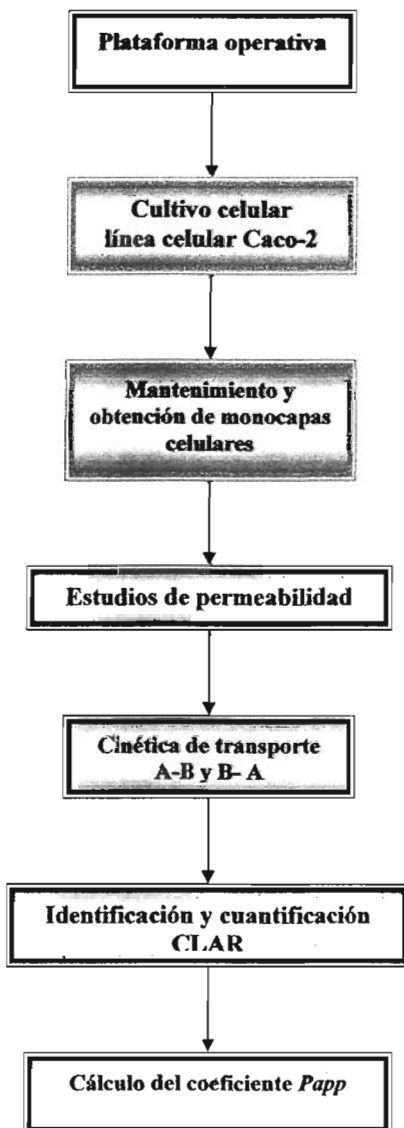 Plataforma operativa
Cultivo celular
línea celular Caco-2
Mantenimiento y
obtención de monocapas
celulares
Estudios de permeabilidad
Cinética de transporte
A-B y B- A
Identificación y cuantificación
CLAR
Cálculo del coeficiente Papp